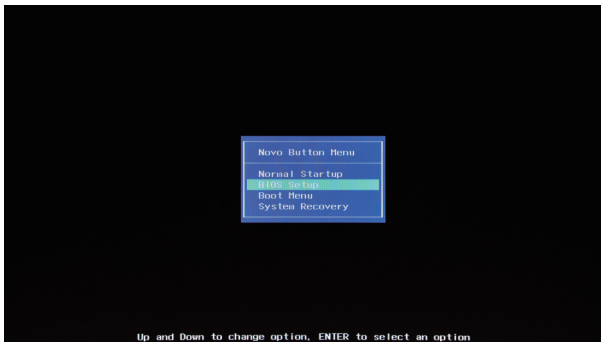 Novo Button Menu
Normal Startup
BIOS Setup
Boot Menu
System Recovery
Up and Down to change option, ENTER to select an option